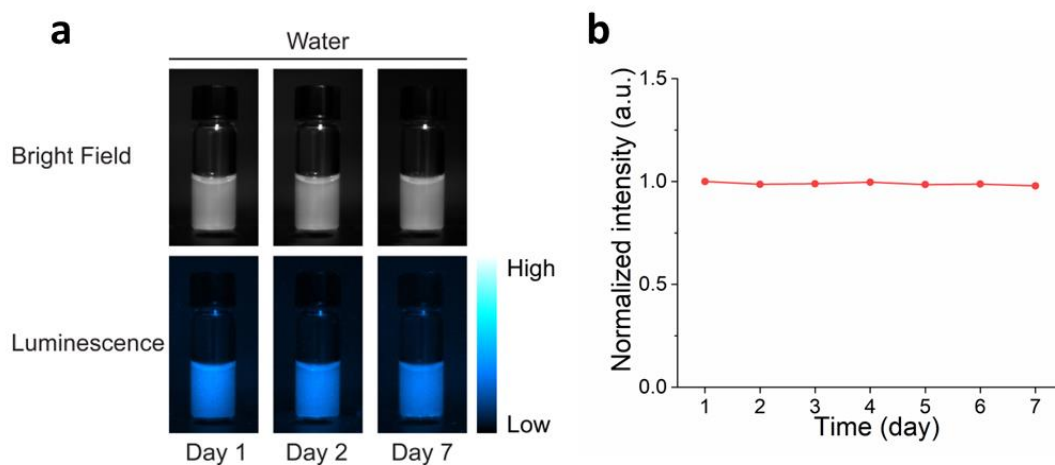 a
Water
Bright Field
Luminescence
High
Low
Day 1 Day 2 Day 7
b
Normalized intensity (a.u.)
1.5
1.0
0.5
0.0
1 2 3 4 5 6 7
Time (day)